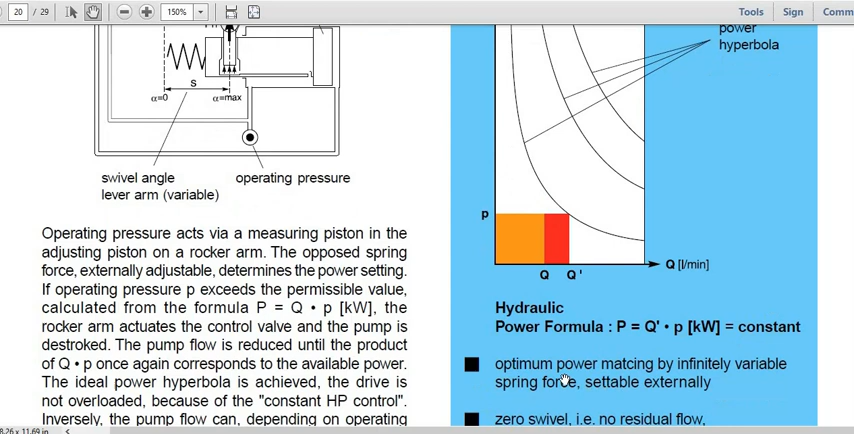 20 / 29
150%
Tools
Sign
Comm
power
hyperbola
s
α=0
α=max
swivel angle
lever arm (variable)
operating pressure
Operating pressure acts via a measuring piston in the
adjusting piston on a rocker arm. The opposed spring
force, externally adjustable, determines the power setting.
If operating pressure p exceeds the permissible value,
calculated from the formula P = Q • p [kW], the
rocker arm actuates the control valve and the pump is
destroked. The pump flow is reduced until the product
of Q • p once again corresponds to the available power.
The ideal power hyperbola is achieved, the drive is
not overloaded, because of the "constant HP control".
Inversely, the pump flow can, depending on operating
p
Q
Q'
Q [l/min]
Hydraulic
Power Formula : P = Q' • p [kW] = constant
optimum power matcing by infinitely variable
spring force, settable externally
zero swivel, i.e. no residual flow,
8.26 x 11.69 in